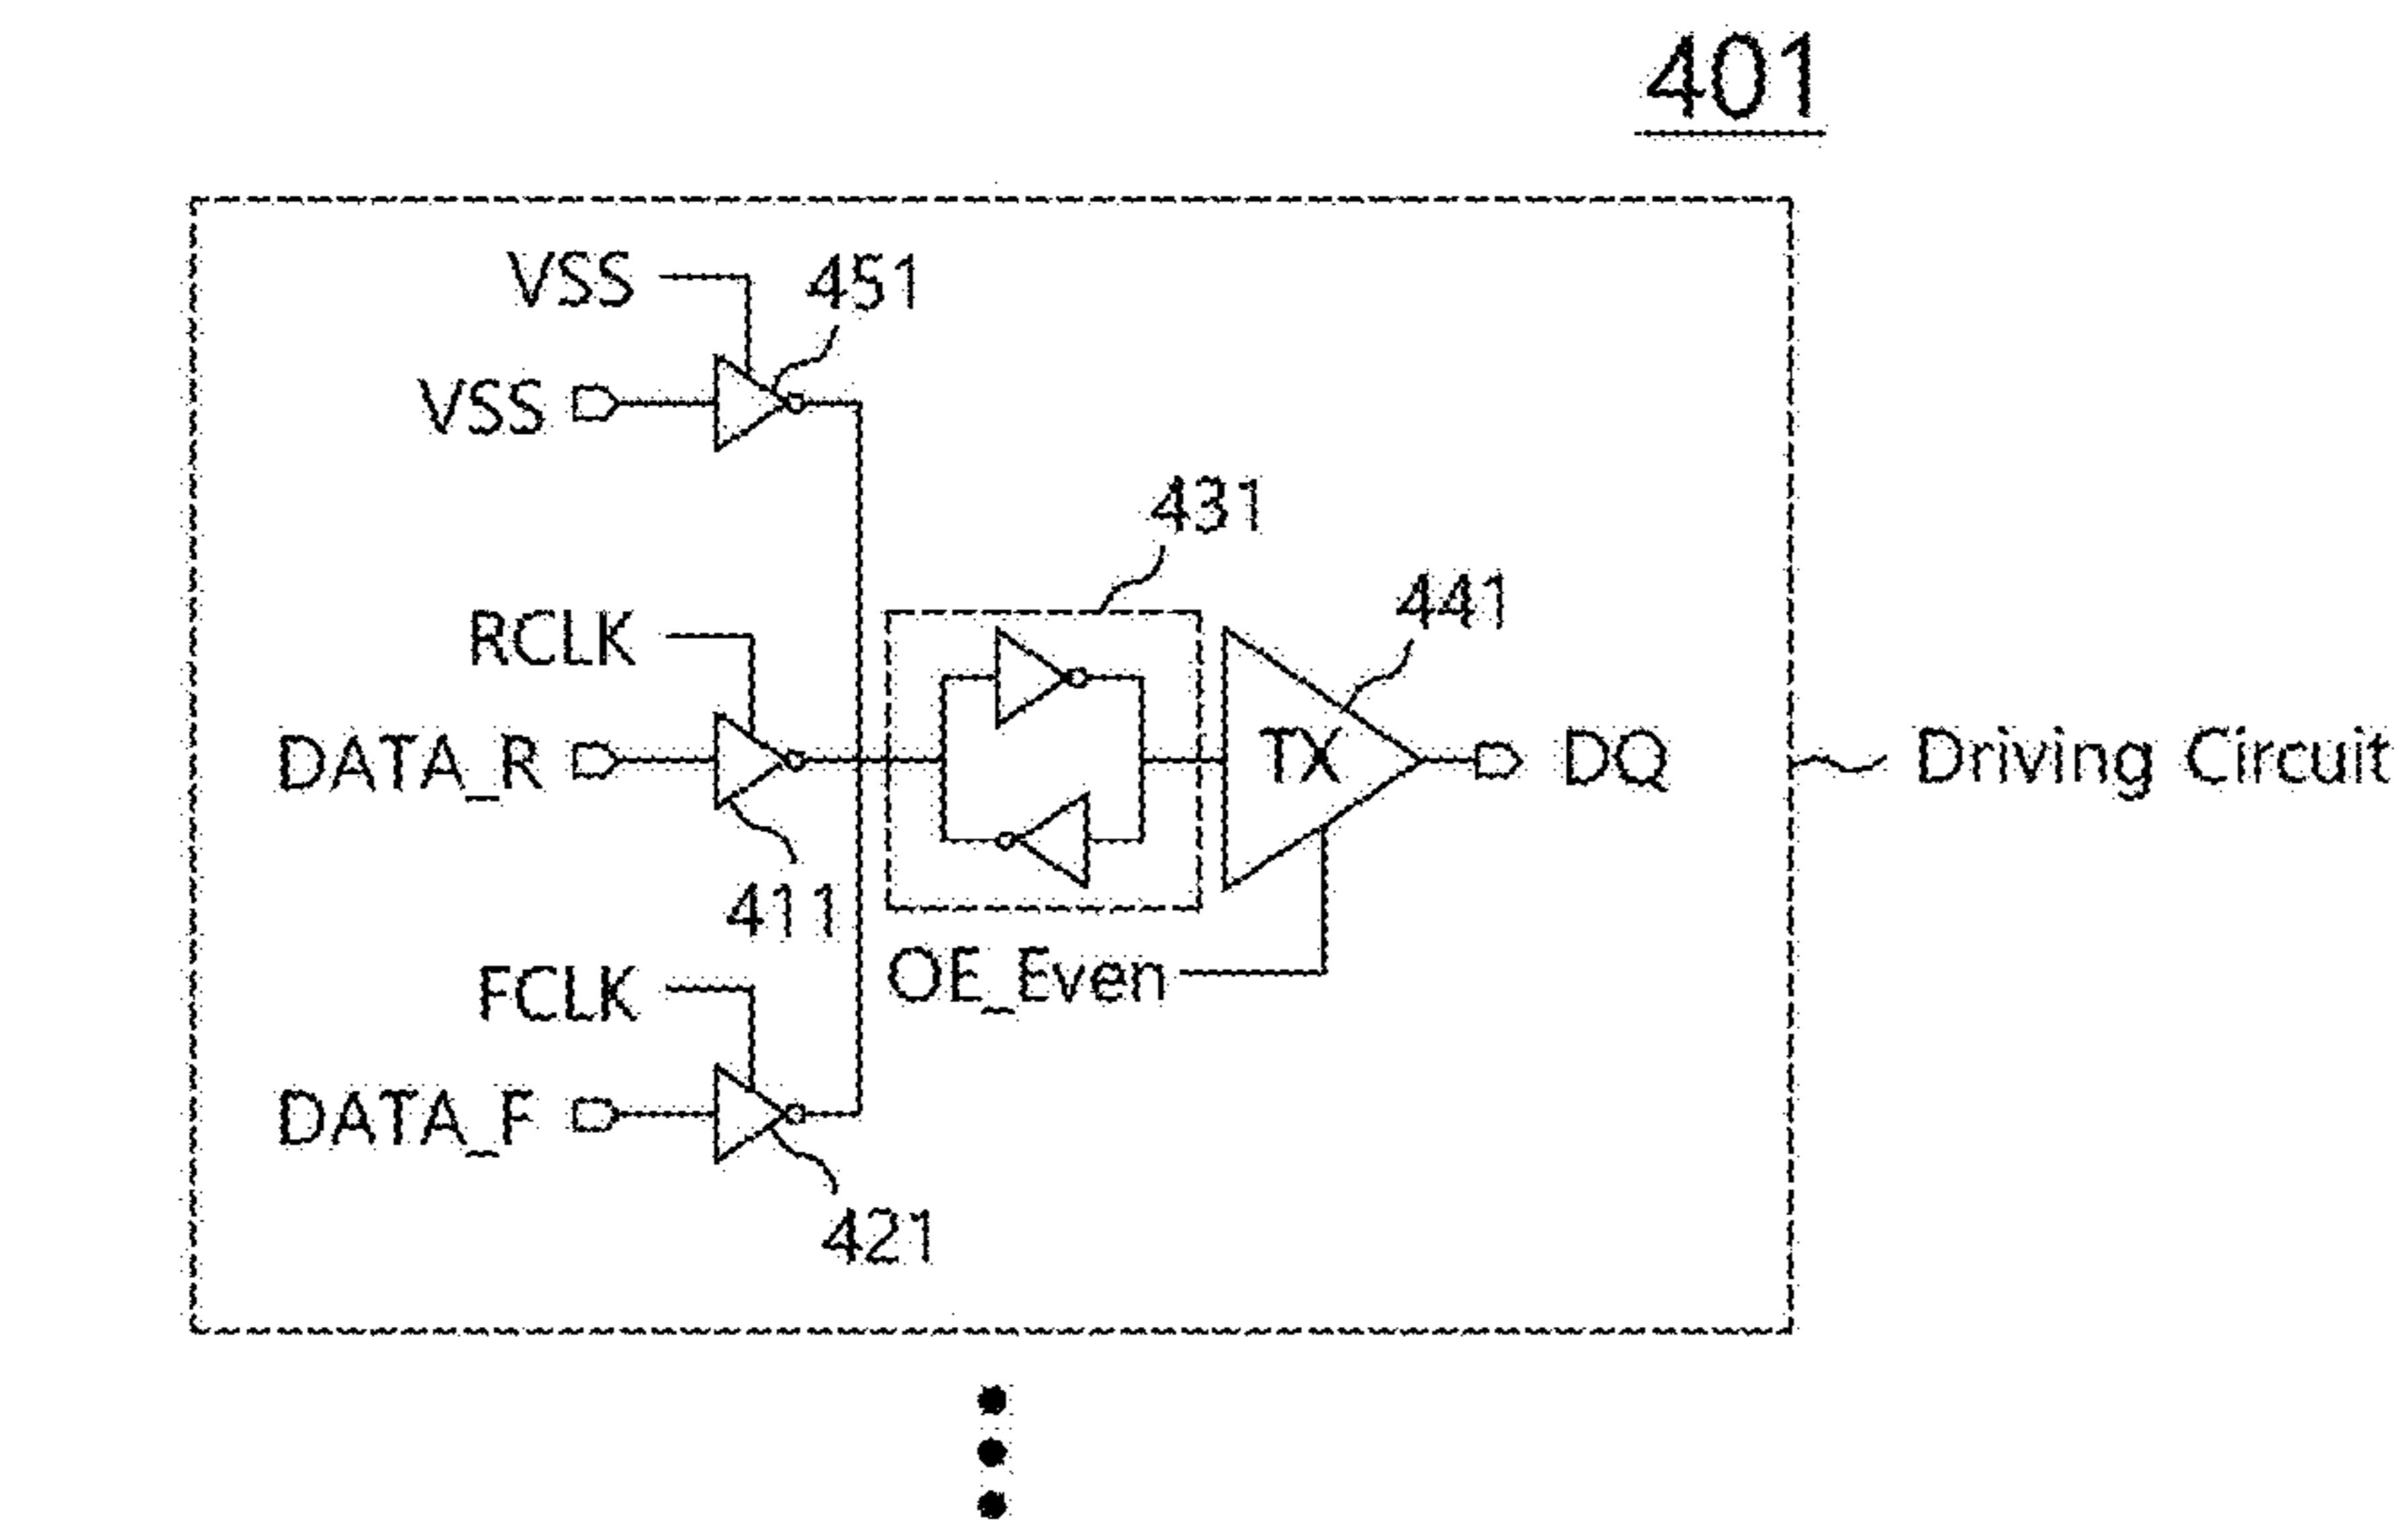 401
VSS
451
VSS
431
441
RCLK
DATA_R
TX
DQ
Driving Circuit
411
OE_Even
FCLK
DATA_F
421